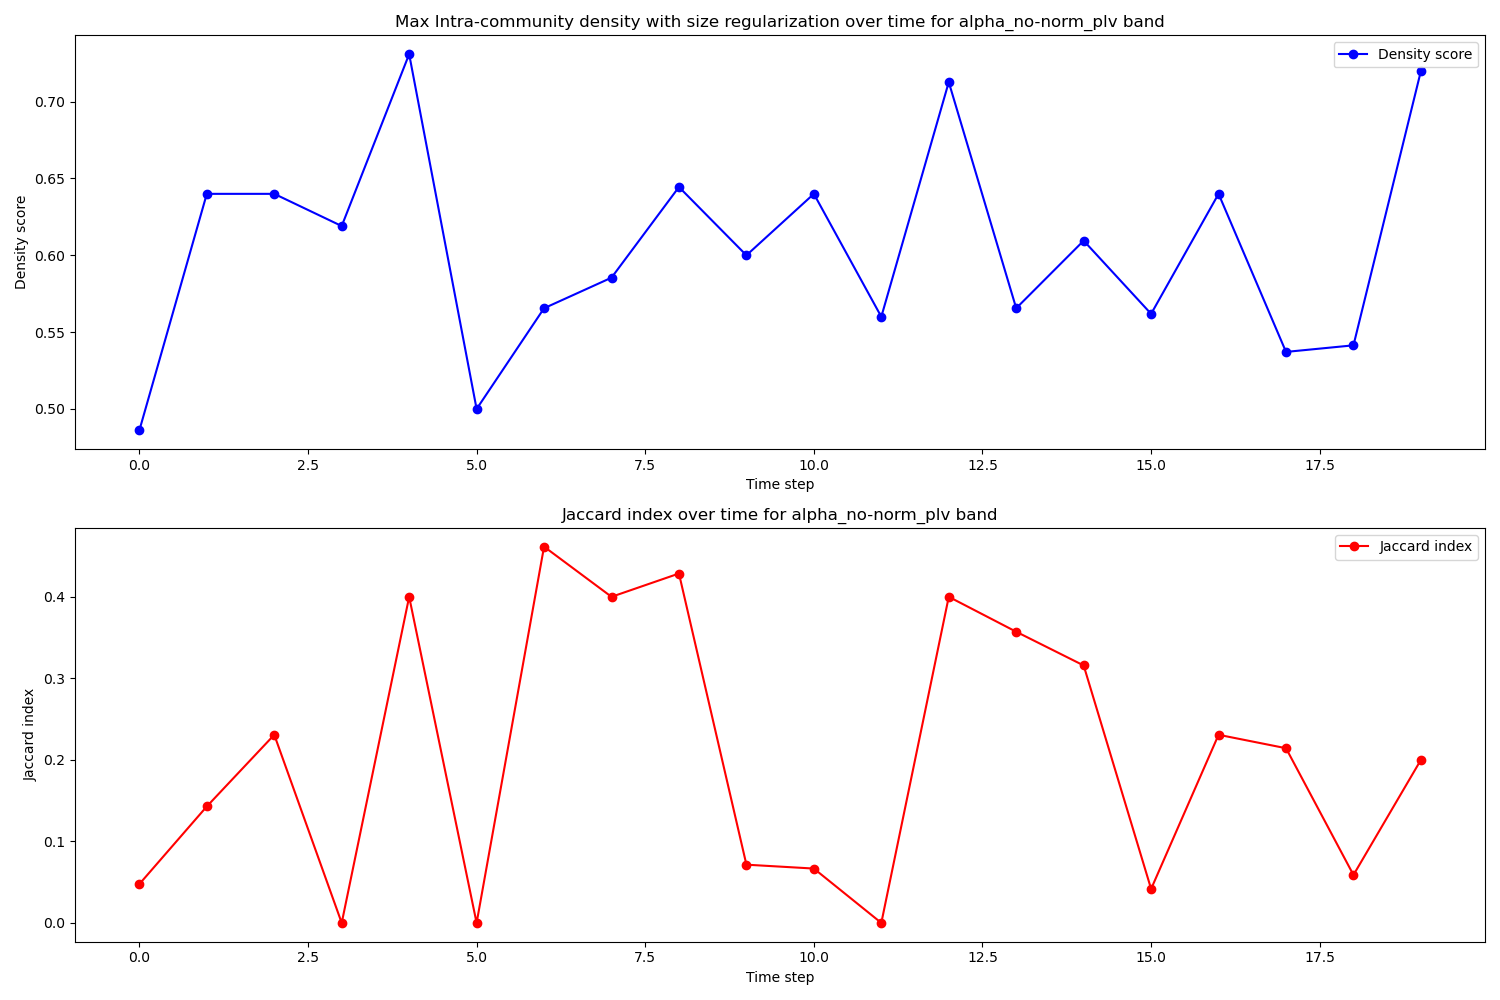 Max Intra-community density with size regularization over time for alpha_no-norm_plv band
Density score
0.70
0.65
0.60
0.55
0.50
Density score
0.0 2.5 5.0 7.5 10.0 12.5 15.0 17.5
Time step
Jaccard index over time for alpha_no-norm_plv band
Jaccard index
0.4
0.3
0.2
0.1
0.0
Jaccard index
0.0 2.5 5.0 7.5 10.0 12.5 15.0 17.5
Time step